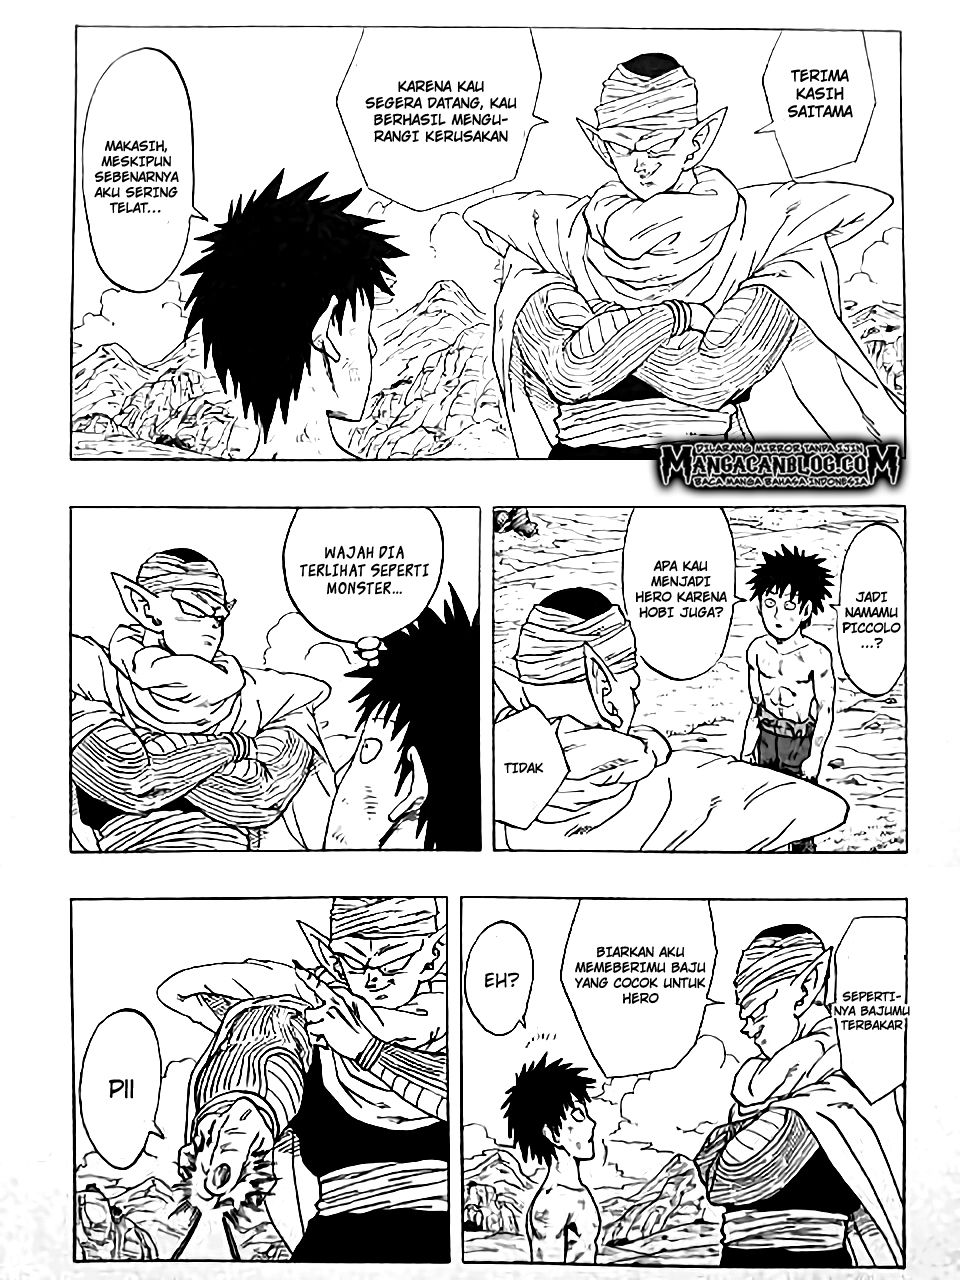 TERIMA
KASIH
SAITAMA
KARENA KAU
SEGERA DATANG, KAU
BERHASIL MENGU-
RANGI KERUSAKAN
MAKASIH,
MESKIPUN
SEBENARNYA
AKU SERING
TELAT...
DILARANG MIRROR TANPA IJIN
MANGACANBLOG.COM
BACA MANGA BAHASA INDONESIA
WAJAH DIA
TERLIHAT SEPERTI
MONSTER...
JADI
NAMAMU
PICCOLO
...?
APA KAU
MENJADI
HERO KARENA
HOBI JUGA?
TIDAK
PII
SEPERTI-
NYA BAJUMU
TERBAKAR
BIARKAN AKU
MEMEBERIMU BAJU
YANG COCOK UNTUK
HERO
EH?